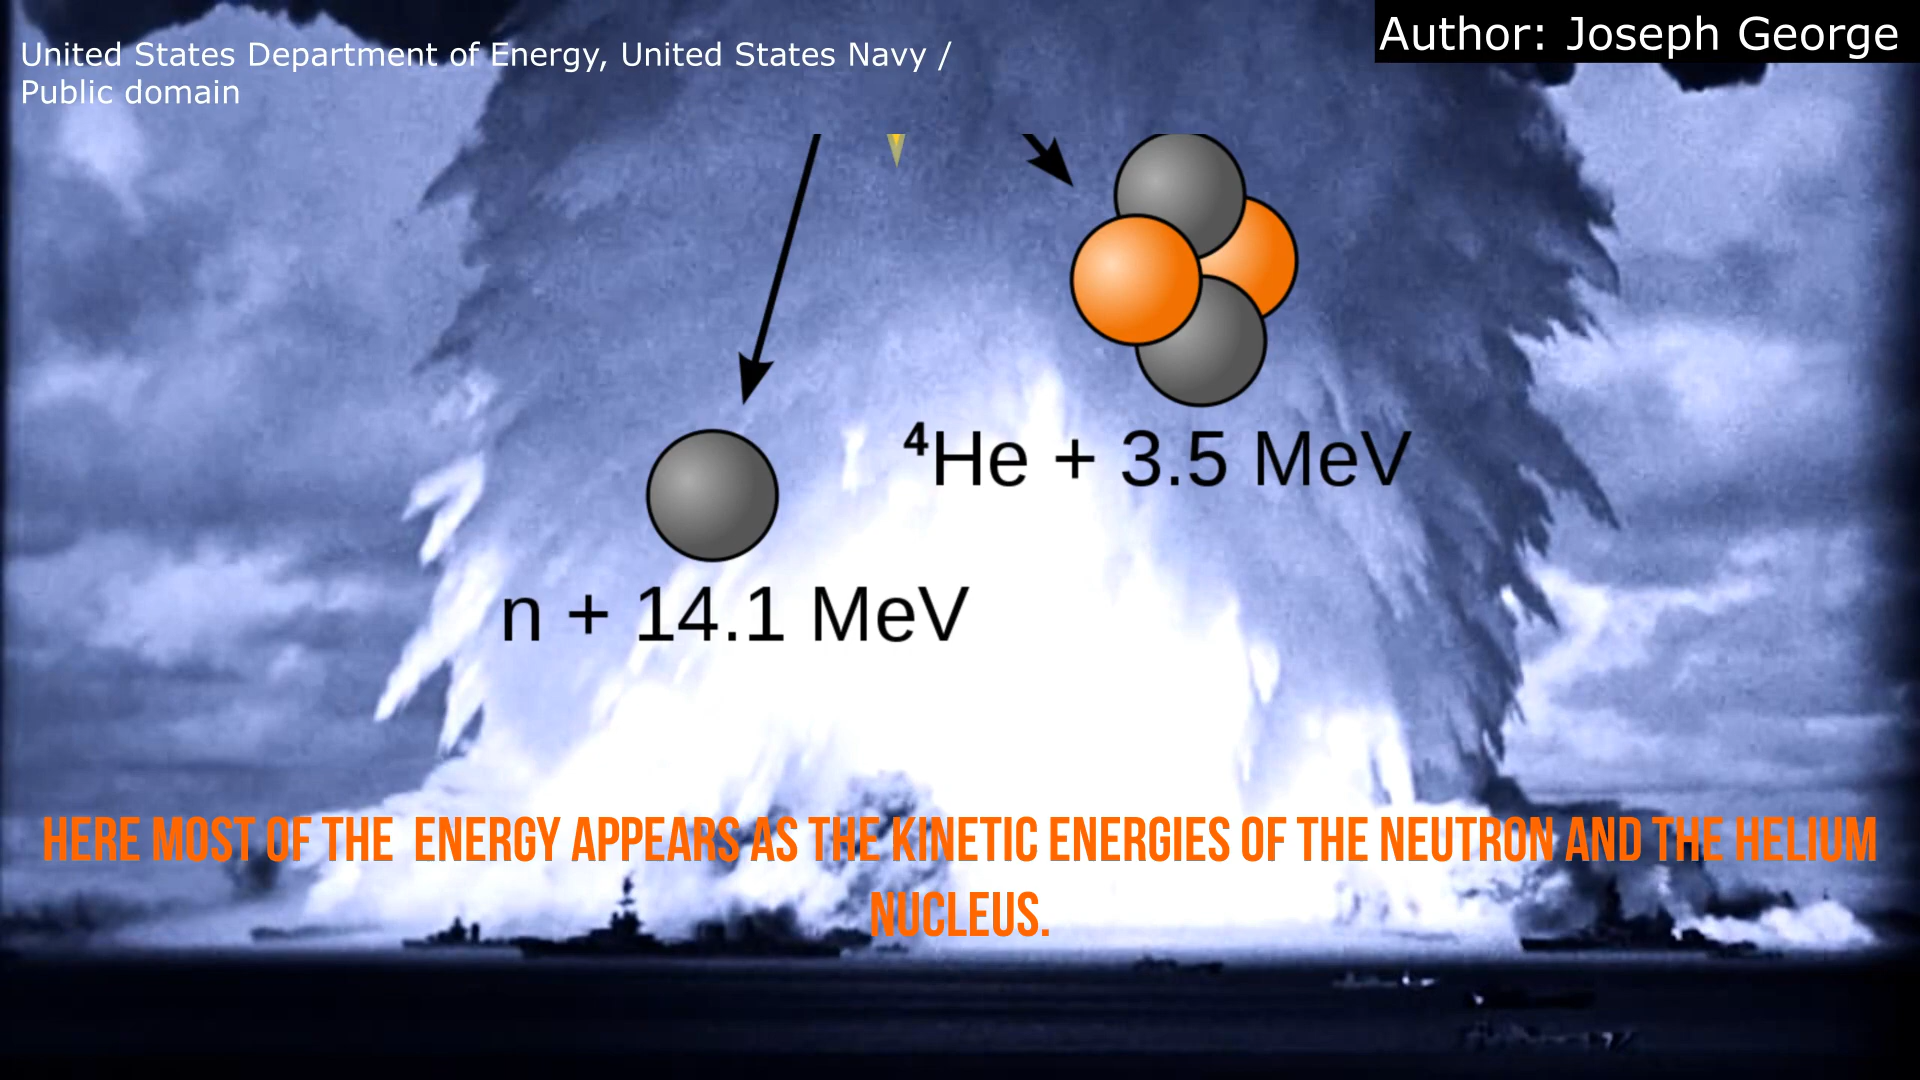 United States Department of Energy, United States Navy /
Public domain
Author: Joseph George
⁴He + 3.5 MeV
n + 14.1 MeV
HERE MOST OF THE ENERGY APPEARS AS THE KINETIC ENERGIES OF THE NEUTRON AND THE HELIUM
NUCLEUS.